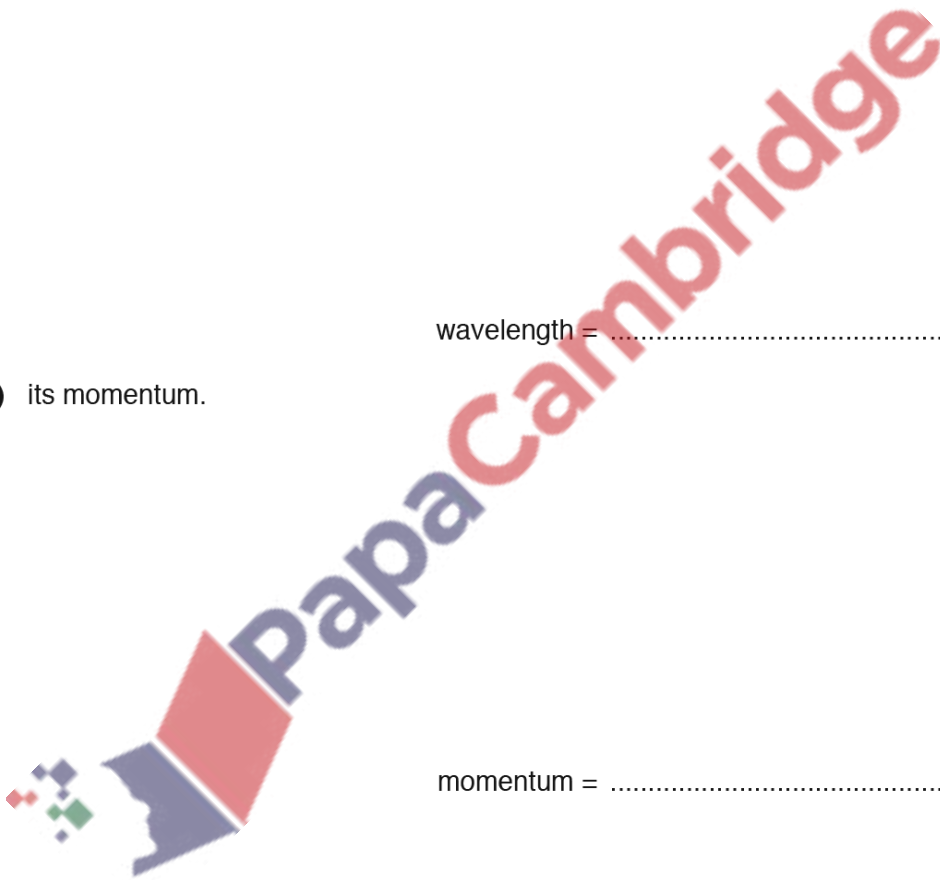 wavelength = ..........................................
) its momentum.
PapaCambridge
momentum = ..........................................